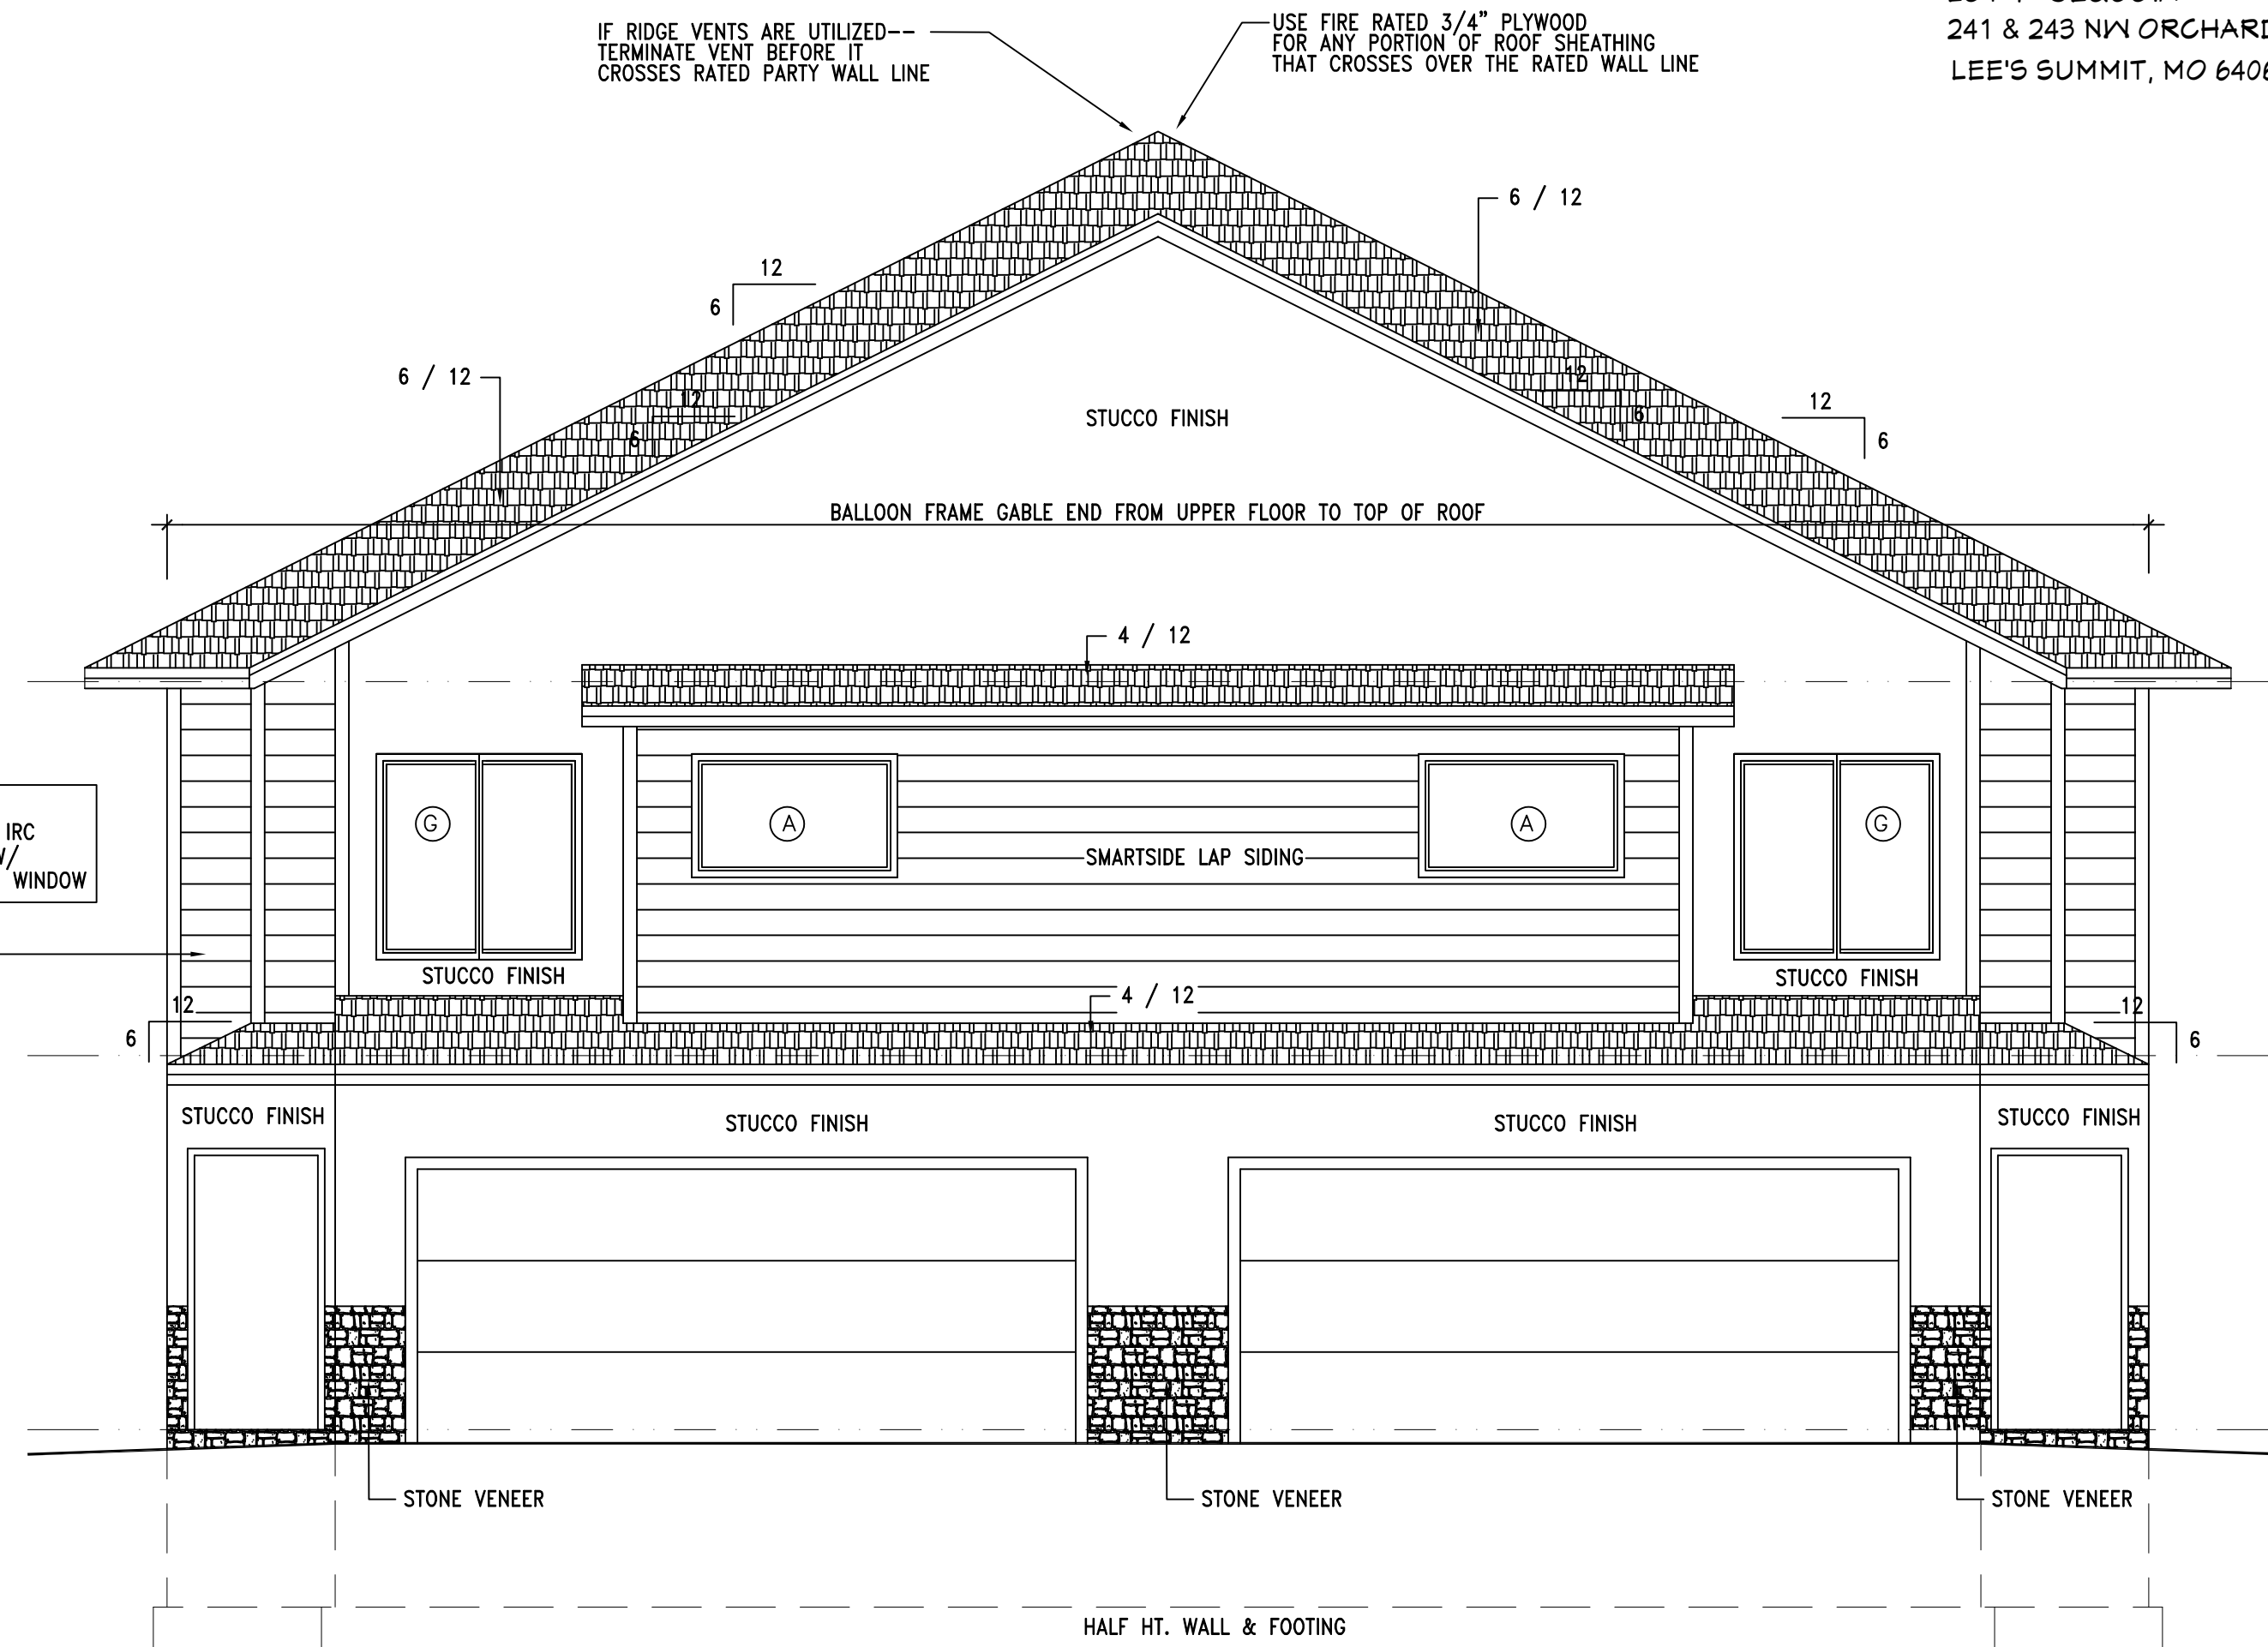 241 & 243 NW ORCHARD
LEE'S SUMMIT, MO 6406
IF RIDGE VENTS ARE UTILIZED--
TERMINATE VENT BEFORE IT
CROSSES RATED PARTY WALL LINE
USE FIRE RATED 3/4" PLYWOOD
FOR ANY PORTION OF ROOF SHEATHING
THAT CROSSES OVER THE RATED WALL LINE
6 / 12
12
6
6 / 12
12
6
12
6
12
6
STUCCO FINISH
BALLOON FRAME GABLE END FROM UPPER FLOOR TO TOP OF ROOF
4 / 12
IRC
W/
WINDOW
G
A
A
G
SMARTSIDE LAP SIDING
STUCCO FINISH
STUCCO FINISH
12
6
4 / 12
12
6
STUCCO FINISH
STUCCO FINISH
STUCCO FINISH
STUCCO FINISH
STONE VENEER
STONE VENEER
STONE VENEER
HALF HT. WALL & FOOTING